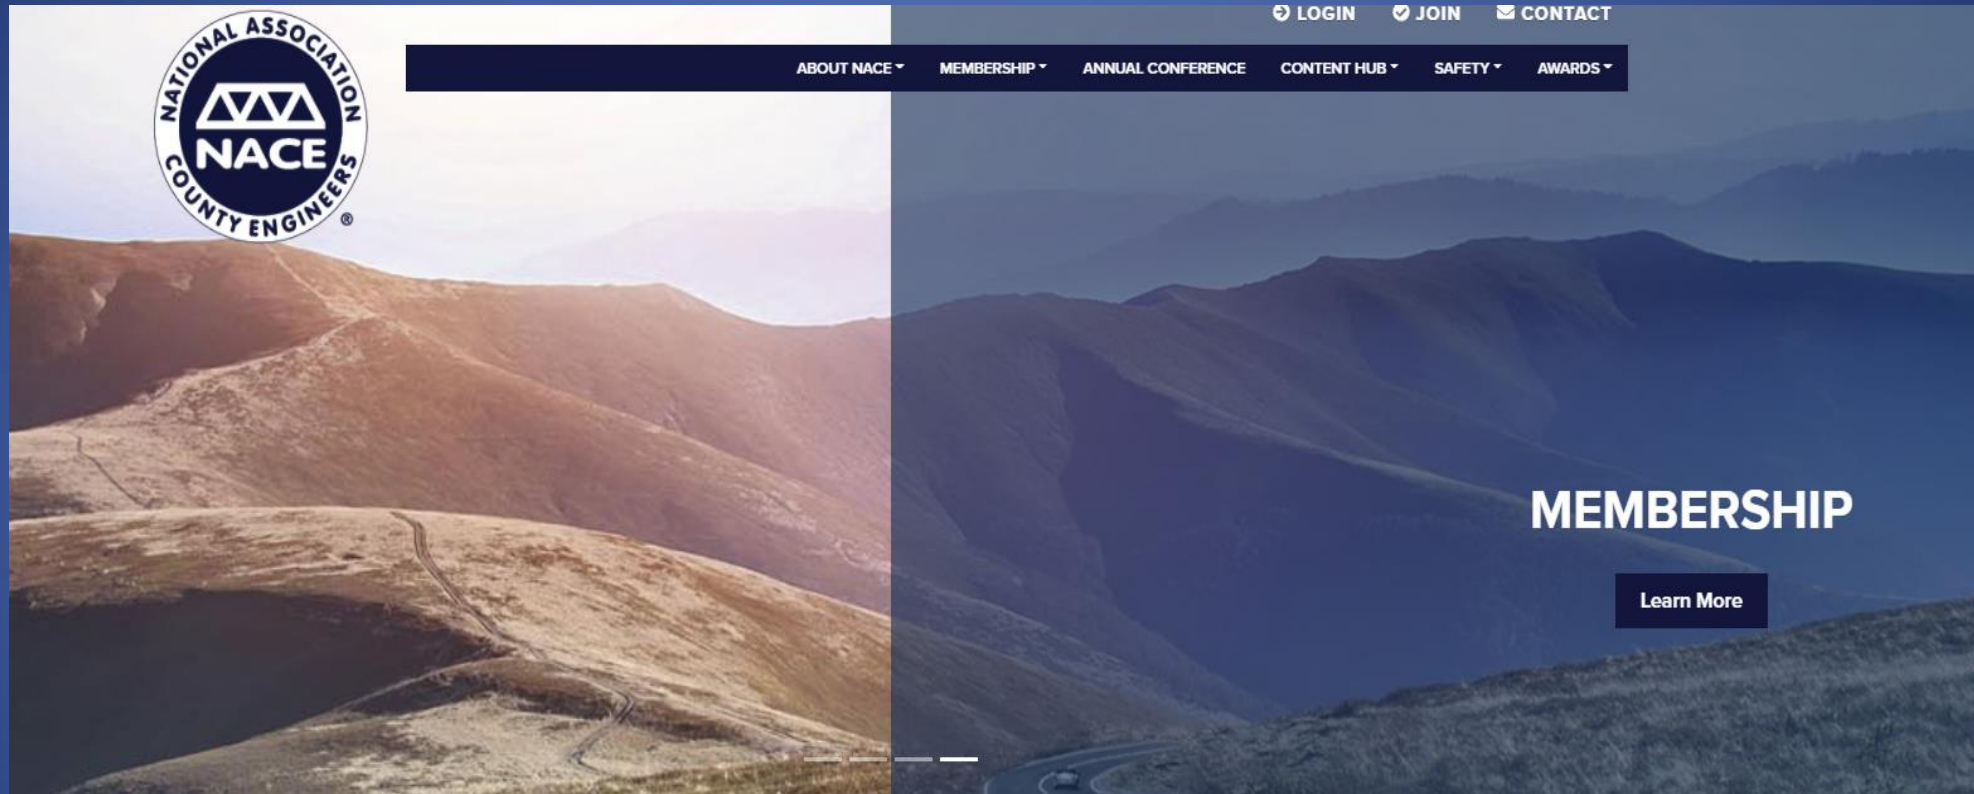 LOGIN JOIN CONTACT
NATIONAL ASSOCIATION
NACE
COUNTY ENGINEERS ®
ABOUT NACE MEMBERSHIP ANNUAL CONFERENCE CONTENT HUB SAFETY AWARDS
MEMBERSHIP
Learn More